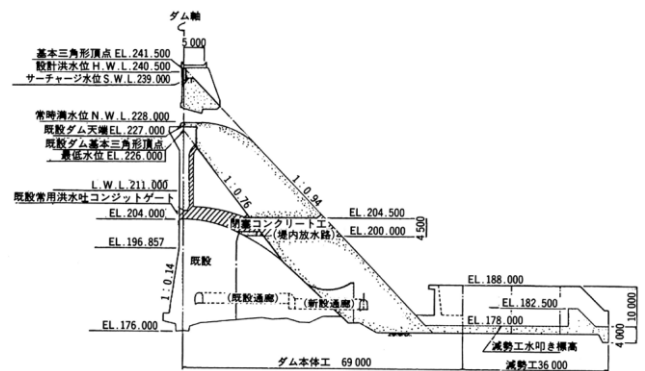 ダム軸
5 000
基本三角形頂点 EL.241.500
設計洪水位 H.W.L.240.500
サーチャージ水位 S.W.L.239.000
常時満水位 N.W.L.228.000
既設ダム天端 EL.227.000
既設ダム基本三角形頂点
最低水位 EL.226.000
L.W.L.211.000
既設常用洪水吐コンジットゲート
EL.204.000
EL.196.857
1:0.14
EL.176.000
既設
1:0.76
1:0.94
閉塞コンクリート工
(堤内放水路)
EL.204.500
EL.200.000
4 500
(既設通廊)
(新設通廊)
EL.188.000
EL.182.500
EL.178.000
10 000
4 000
減勢工水叩き標高
ダム本体工 69 000
減勢工36 000